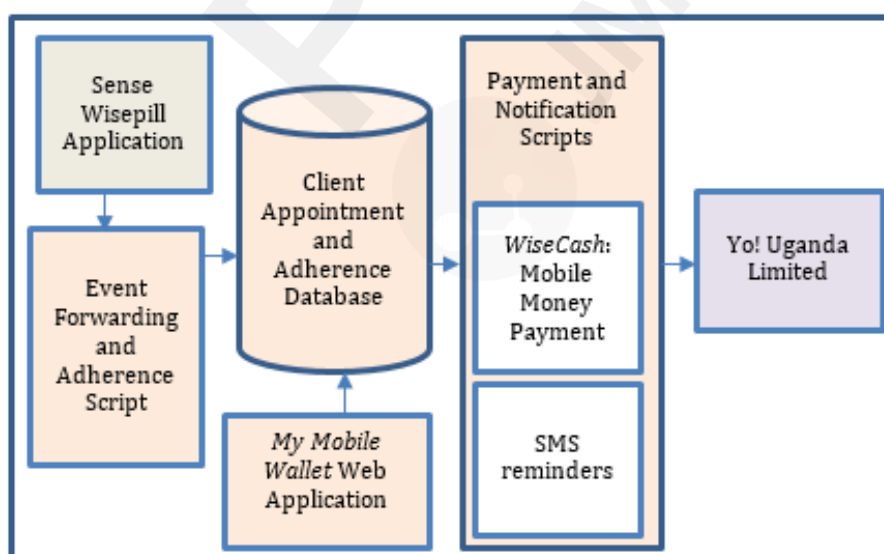 Sense
Wisepill
Application
Event
Forwarding
and
Adherence
Script
Client
Appointment
and
Adherence
Database
My Mobile
Wallet Web
Application
Payment and
Notification
Scripts
WiseCash:
Mobile
Money
Payment
SMS
reminders
Yo! Uganda
Limited